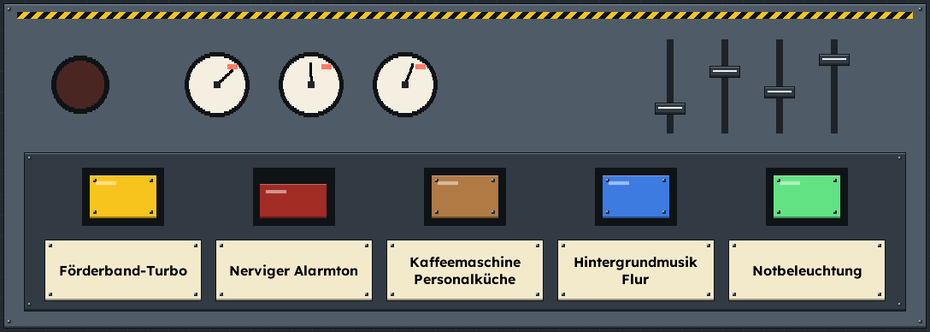 Förderband-Turbo
Nerviger Alarmton
Kaffeemaschine
Personalküche
Hintergrundmusik
Flur
Notbeleuchtung